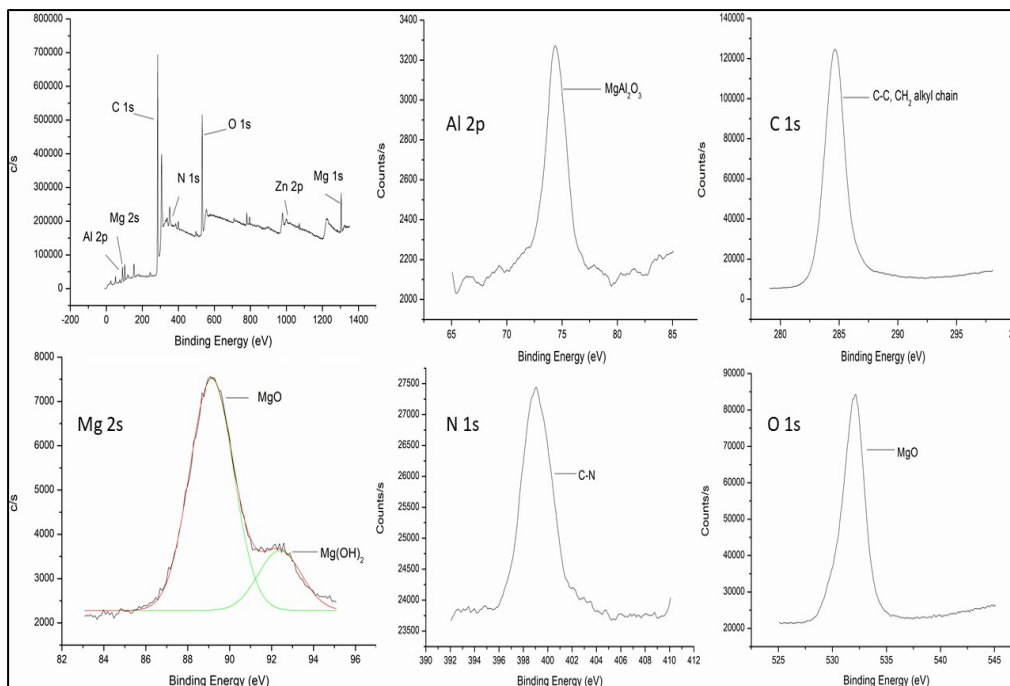 800000
700000
600000
500000
400000
300000
200000
100000
0
c/s
C 1s
O 1s
N 1s
Mg 2s
Al 2p
Zn 2p
Mg 1s
-200 0 200 400 600 800 1000 1200 1400
Binding Energy (eV)
3400
3200
3000
2800
2600
2400
2200
2000
Counts/s
Al 2p
MgAl2O3
65 70 75 80 85
Binding Energy (eV)
140000
120000
100000
80000
60000
40000
20000
0
Counts/s
C 1s
C-C, CH2 alkyl chain
280 285 290 295
Binding Energy (eV)
8000
7000
6000
5000
4000
3000
2000
c/s
Mg 2s
MgO
Mg(OH)2
82 84 86 88 90 92 94 96
Binding Energy (eV)
27500
27000
26500
26000
25500
25000
24500
24000
23500
Counts/s
N 1s
C-N
390 392 394 396 398 400 402 404 406 408 410 412
Binding Energy (eV)
90000
80000
70000
60000
50000
40000
30000
20000
Counts/s
O 1s
MgO
525 530 535 540 545
Binding Energy (eV)